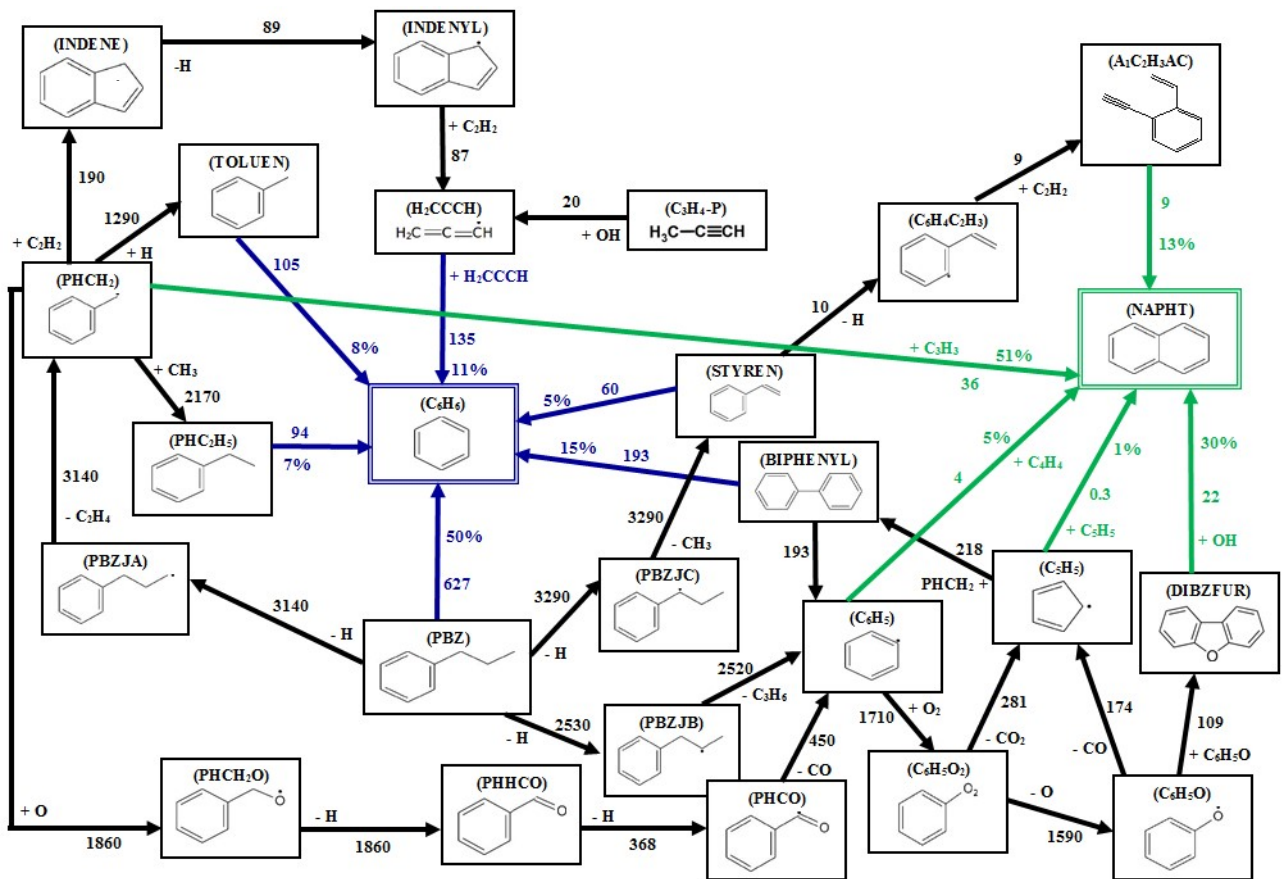 89
(INDENE)
(INDENYL)
-H
(A₁C₂H₃AC)
+ C₂H₂
190
(TOLUEN)
87
9
+ C₂H₂
1290
(H2CCCH)
H₂C=C=ĊH
20
+ OH
(C₃H₄-P)
H₃C–C≡CH
(C₆H₄C₂H₃)
9
13%
+ C₂H₂
+ H
105
+ H₂CCCH
(PHCH₂)
10
- H
(NAPHT)
8%
135
11%
+ C₃H₃
51%
36
+ CH₃
2170
(STYREN)
(C₆H₆)
60
5%
(PHC₂H₅)
94
7%
15%
193
(BIPHENYL)
5%
+ C₄H₄
1%
30%
3140
- C₂H₄
50%
627
3290
- CH₃
4
0.3
+ C₅H₅
22
+ OH
(PBZJA)
193
218
PHCH₂ +
(C₅H₅)
(PBZJC)
(DIBZFUR)
O
3140
- H
3290
- H
(PBZ)
(C₆H₅)
2520
- C₃H₆
2530
- H
(PBZJB)
450
- CO
1710
+ O₂
281
- CO₂
174
- CO
109
+ C₆H₅O
(PHCH₂O)
O
(PHHCO)
O
(PHCO)
O
(C₆H₅O₂)
O₂
(C₆H₅O)
O
+ O
1860
- H
1860
- H
368
- O
1590